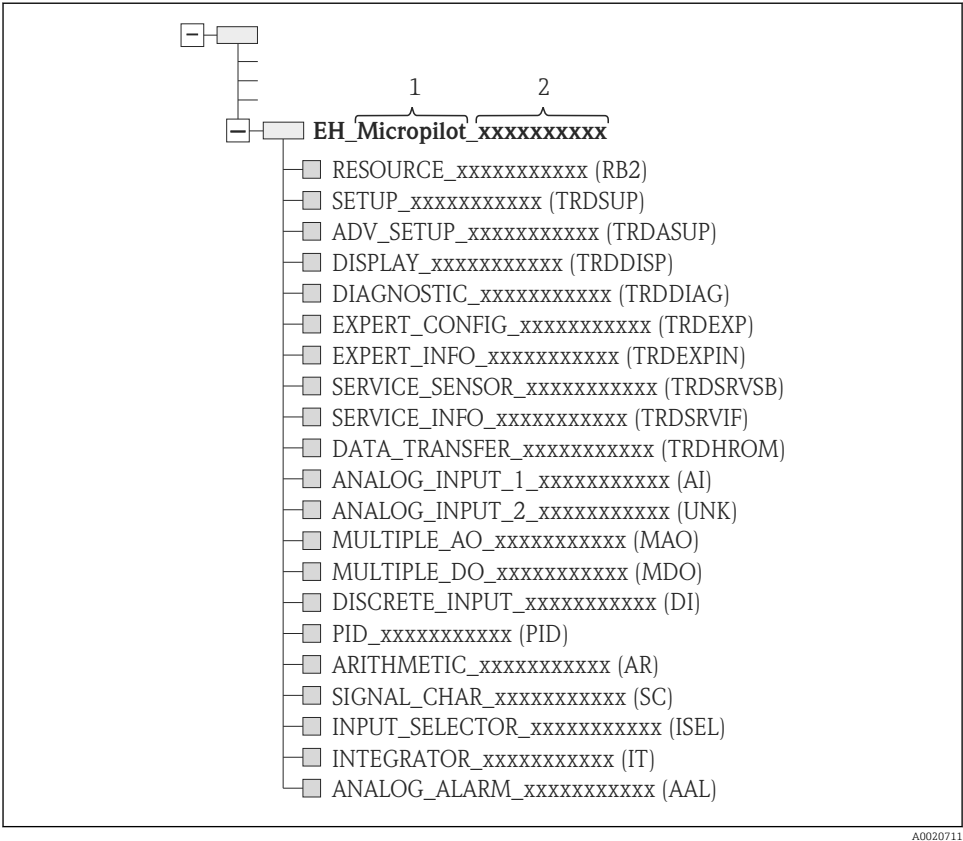 1 2
EH_Micropilot_xxxxxxxxxx
RESOURCE_xxxxxxxxxxx (RB2)
SETUP_xxxxxxxxxxx (TRDSUP)
ADV_SETUP_xxxxxxxxxxx (TRDASUP)
DISPLAY_xxxxxxxxxxx (TRDDISP)
DIAGNOSTIC_xxxxxxxxxxx (TRDDIAG)
EXPERT_CONFIG_xxxxxxxxxxx (TRDEXP)
EXPERT_INFO_xxxxxxxxxxx (TRDEXPIN)
SERVICE_SENSOR_xxxxxxxxxxx (TRDSRVSB)
SERVICE_INFO_xxxxxxxxxxx (TRDSRVIF)
DATA_TRANSFER_xxxxxxxxxxx (TRDHROM)
ANALOG_INPUT_1_xxxxxxxxxxx (AI)
ANALOG_INPUT_2_xxxxxxxxxxx (UNK)
MULTIPLE_AO_xxxxxxxxxxx (MAO)
MULTIPLE_DO_xxxxxxxxxxx (MDO)
DISCRETE_INPUT_xxxxxxxxxxx (DI)
PID_xxxxxxxxxxx (PID)
ARITHMETIC_xxxxxxxxxxx (AR)
SIGNAL_CHAR_xxxxxxxxxxx (SC)
INPUT_SELECTOR_xxxxxxxxxxx (ISEL)
INTEGRATOR_xxxxxxxxxxx (IT)
ANALOG_ALARM_xxxxxxxxxxx (AAL)
A0020711